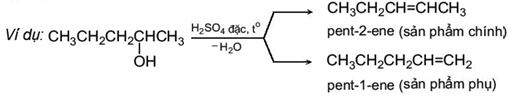 CH₃CH₂CH=CHCH₃
pent-2-ene (sản phẩm chính)
Ví dụ: CH₃CH₂CH₂CHCH₃
OH
H₂SO₄ đặc, t°
−H₂O
CH₃CH₂CH₂CH=CH₂
pent-1-ene (sản phẩm phụ)